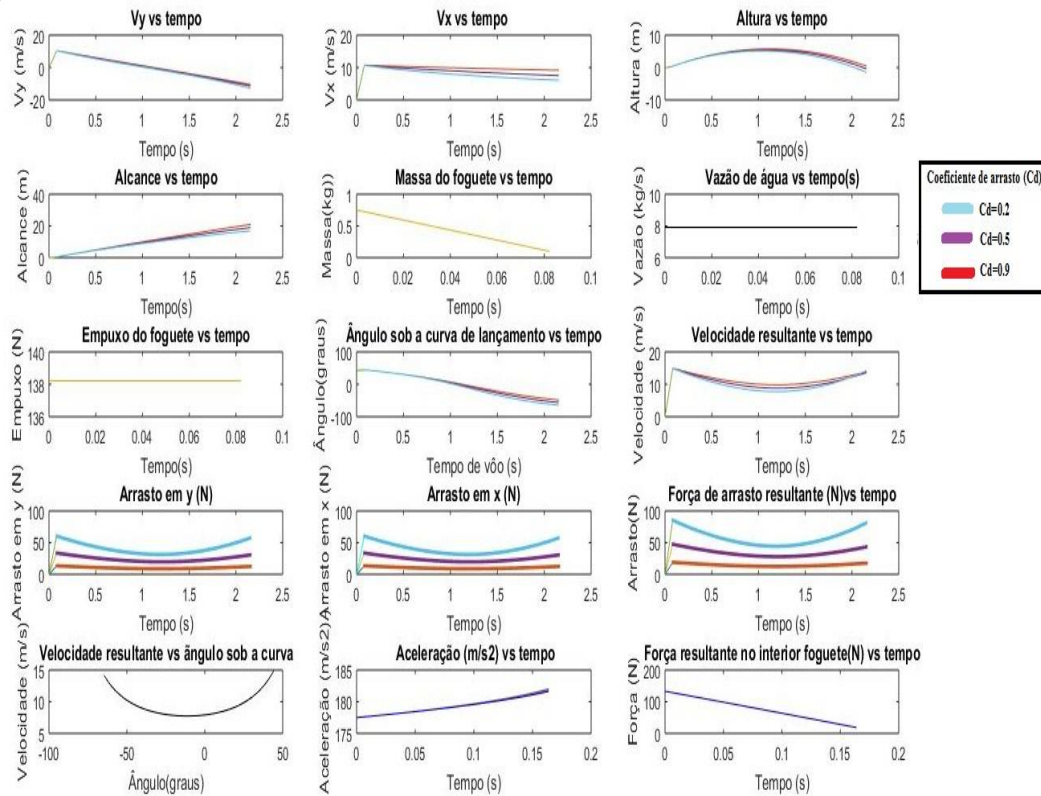 Vy vs tempo
Vy (m/s)
20
0
-20
0 0.5 1 1.5 2 2.5
Tempo (s)
Vx vs tempo
Vx (m/s)
20
10
0
0 0.5 1 1.5 2 2.5
Tempo (s)
Altura vs tempo
Altura (m)
10
0
-10
0 0.5 1 1.5 2 2.5
Tempo(s)
Alcance vs tempo
Alcance (m)
40
20
0
0 0.5 1 1.5 2 2.5
Tempo(s)
Massa do foguete vs tempo
Massa(kg))
1
0.5
0
0 0.02 0.04 0.06 0.08 0.1
Tempo(s)
Vazão de água vs tempo(s)
Vazão (kg/s)
10
8
6
0 0.02 0.04 0.06 0.08 0.1
Tempo (s)
Coeficiente de arrasto (Cd)
Cd=0.2
Cd=0.5
Cd=0.9
Empuxo do foguete vs tempo
Empuxo (N)
140
138
136
0 0.02 0.04 0.06 0.08 0.1
Tempo(s)
Ângulo sob a curva de lançamento vs tempo
Ângulo(graus)
100
0
-100
0 0.5 1 1.5 2 2.5
Tempo de vôo (s)
Velocidade resultante vs tempo
Velocidade (m/s)
20
10
0
0 0.5 1 1.5 2 2.5
Tempo (s)
Arrasto em y (N)
Arrasto em y (N)
100
50
0
0 0.5 1 1.5 2 2.5
Tempo (s)
Arrasto em x (N)
Arrasto em x (N)
100
50
0
0 0.5 1 1.5 2 2.5
Tempo (s)
Força de arrasto resultante (N)vs tempo
Arrasto(N)
100
50
0
0 0.5 1 1.5 2 2.5
Tempo (s)
Velocidade resultante vs ãngulo sob a curva
Velocidade (m/s)
15
10
5
-100 -50 0 50
Ângulo(graus)
Aceleração (m/s2) vs tempo
Aceleração (m/s2)
185
180
175
0 0.05 0.1 0.15 0.2
Tempo (s)
Força resultante no interior foguete(N) vs tempo
Força (N)
200
100
0
0 0.05 0.1 0.15 0.2
Tempo (s)